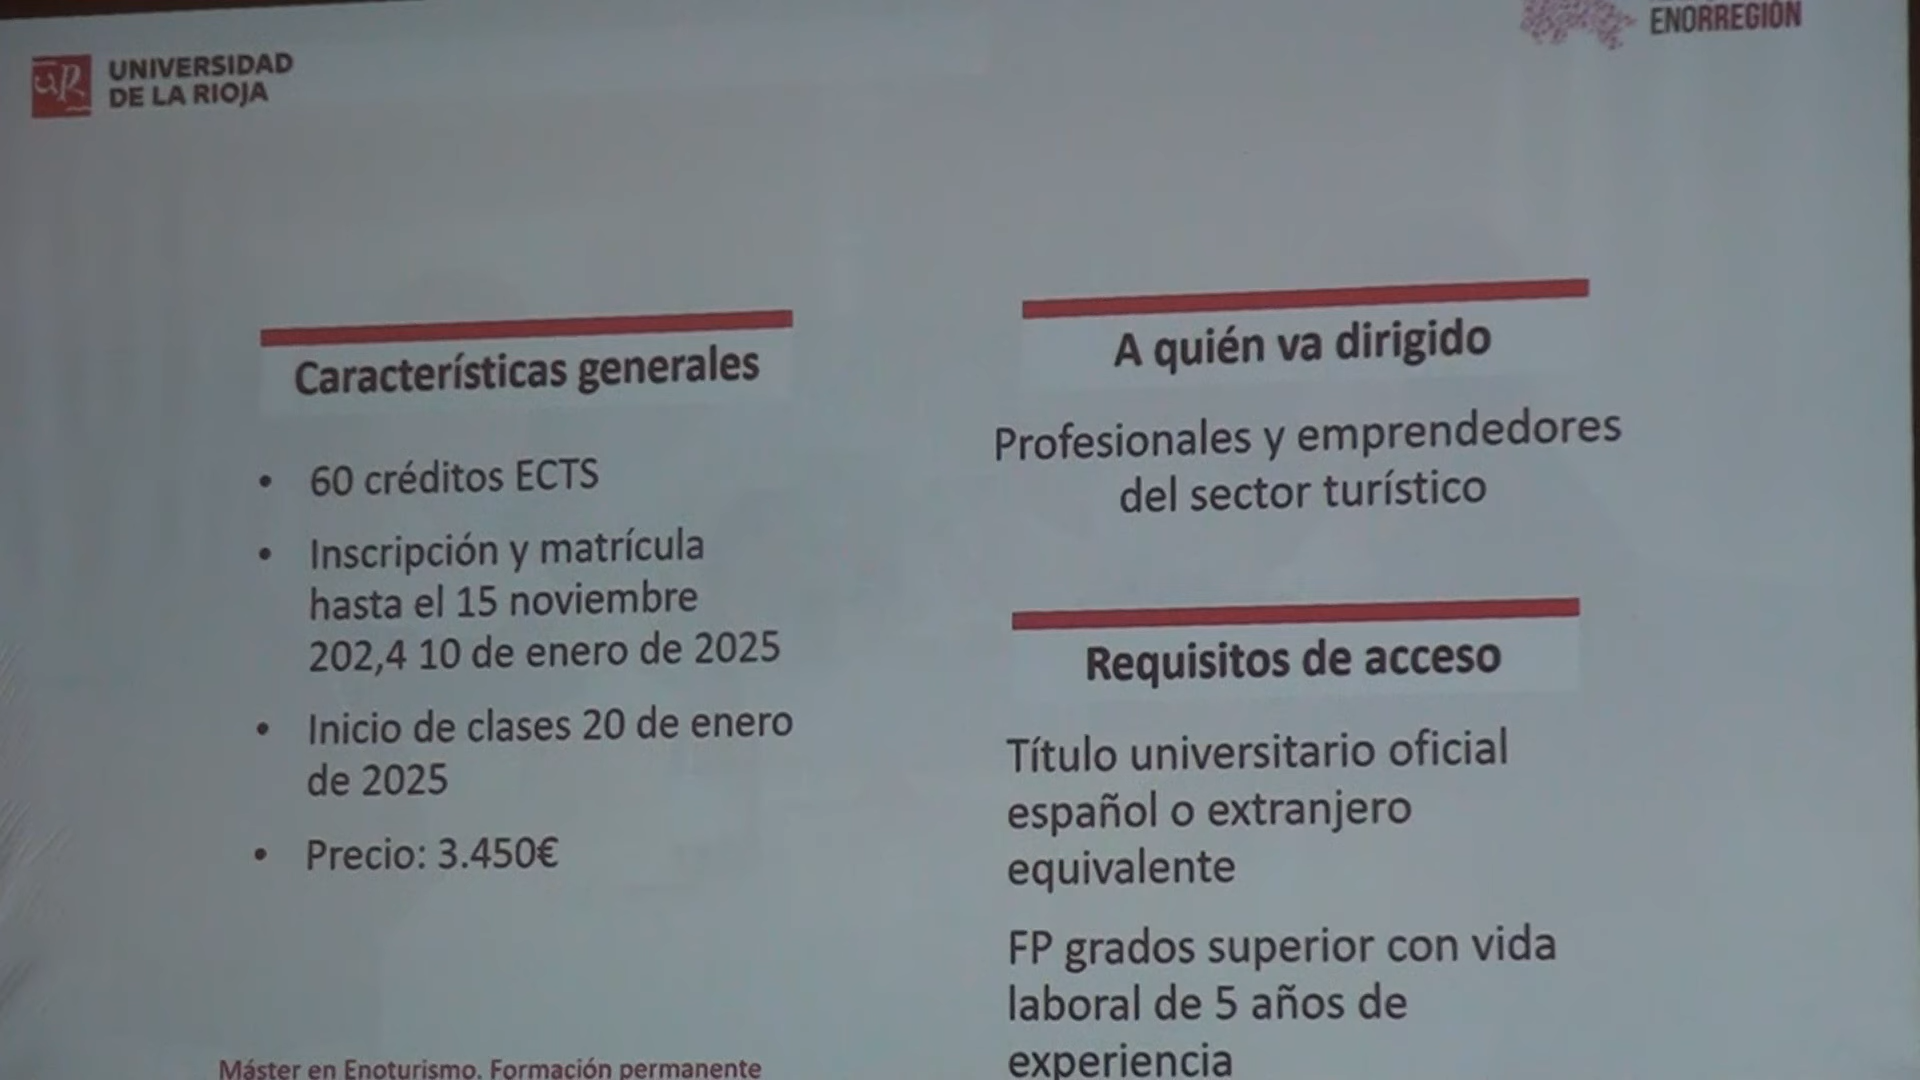 UNIVERSIDAD
DE LA RIOJA
ENORREGIÓN
Características generales
• 60 créditos ECTS
• Inscripción y matrícula
hasta el 15 noviembre
202,4 10 de enero de 2025
• Inicio de clases 20 de enero
de 2025
• Precio: 3.450€
A quién va dirigido
Profesionales y emprendedores
del sector turístico
Requisitos de acceso
Título universitario oficial
español o extranjero
equivalente
FP grados superior con vida
laboral de 5 años de
experiencia
Máster en Enoturismo. Formación permanente